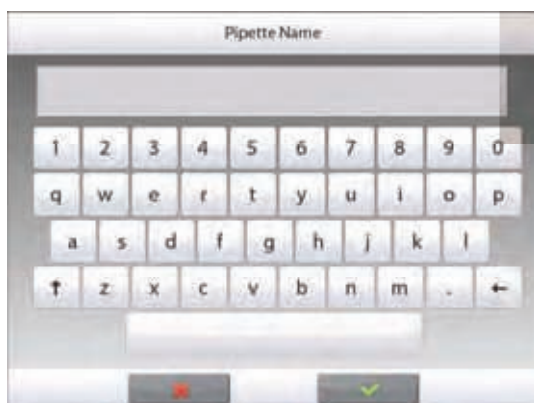 Pipette Name
1 2 3 4 5 6 7 8 9 0
q w e r t y u i o p
a s d f g h j k l
↑ z x c v b n m . ←